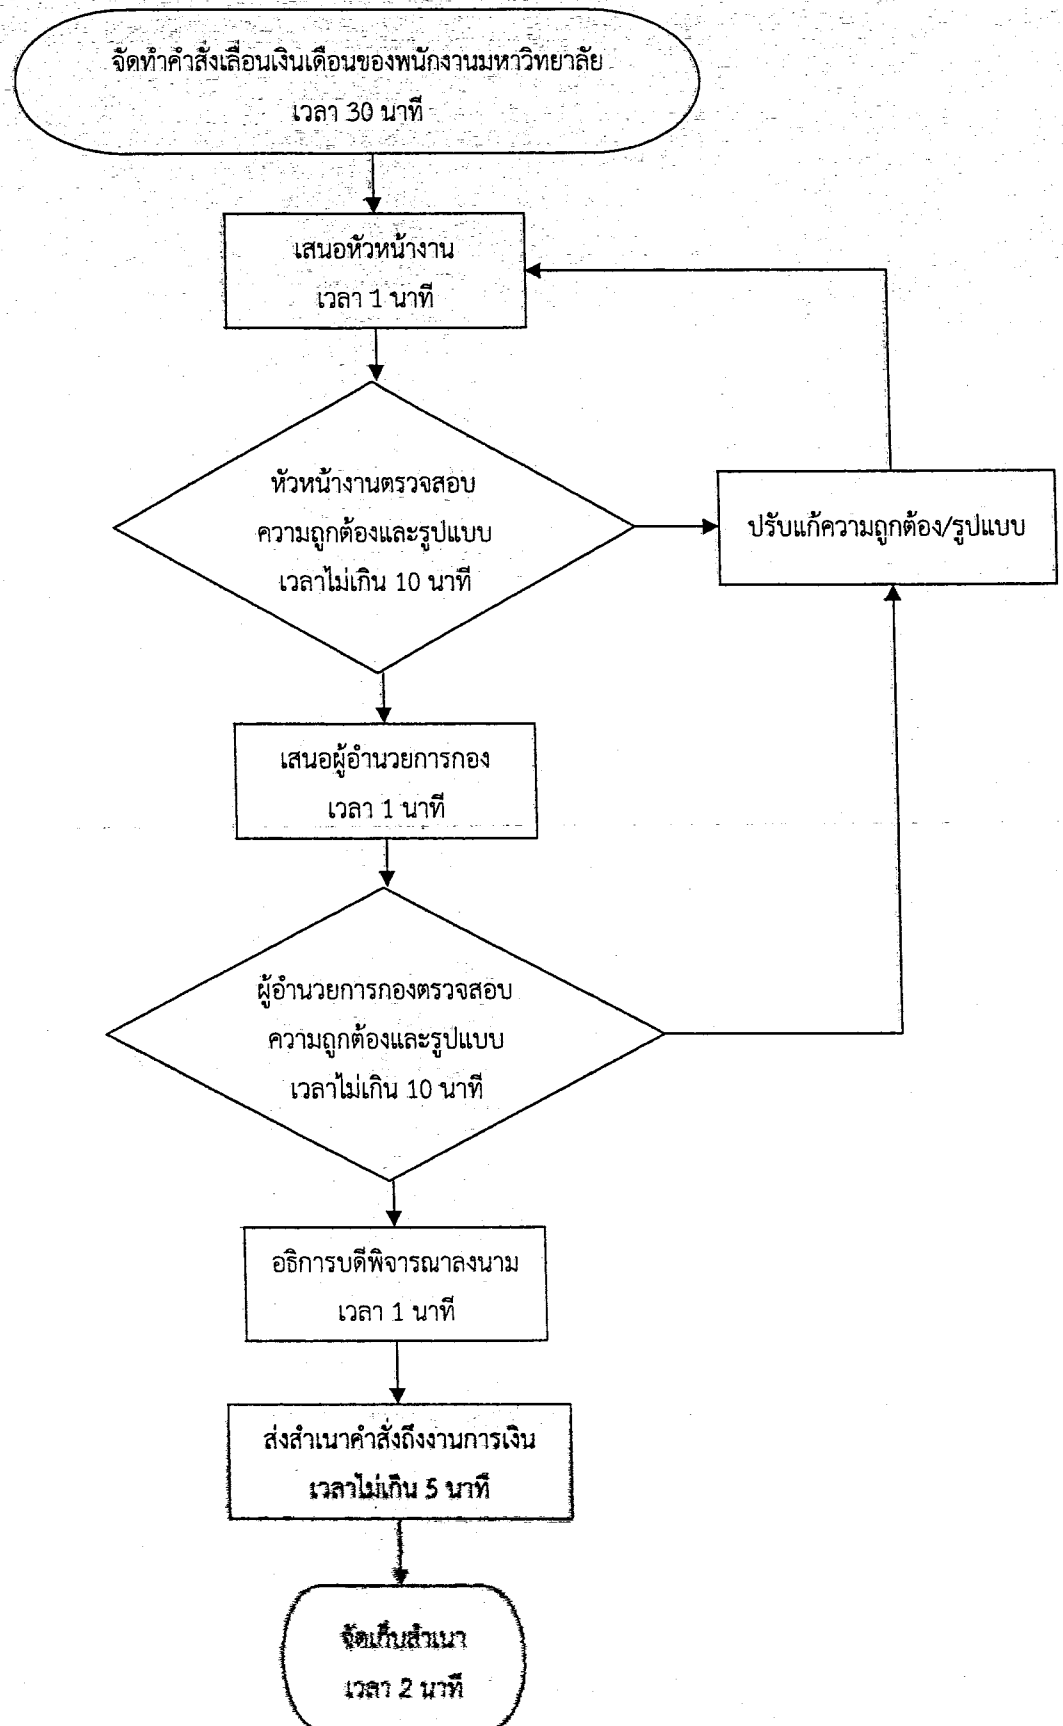 จัดทำคำสั่งเลื่อนเงินเดือนของพนักงานมหาวิทยาลัย
เวลา 30 นาที
เสนอหัวหน้างาน
เวลา 1 นาที
หัวหน้างานตรวจสอบ
ความถูกต้องและรูปแบบ
เวลาไม่เกิน 10 นาที
ปรับแก้ความถูกต้อง/รูปแบบ
เสนอผู้อำนวยการกอง
เวลา 1 นาที
ผู้อำนวยการกองตรวจสอบ
ความถูกต้องและรูปแบบ
เวลาไม่เกิน 10 นาที
อธิการบดีพิจารณาลงนาม
เวลา 1 นาที
ส่งสำเนาคำสั่งถึงงานการเงิน
เวลาไม่เกิน 5 นาที
จัดเก็บสำเนา
เวลา 2 นาที